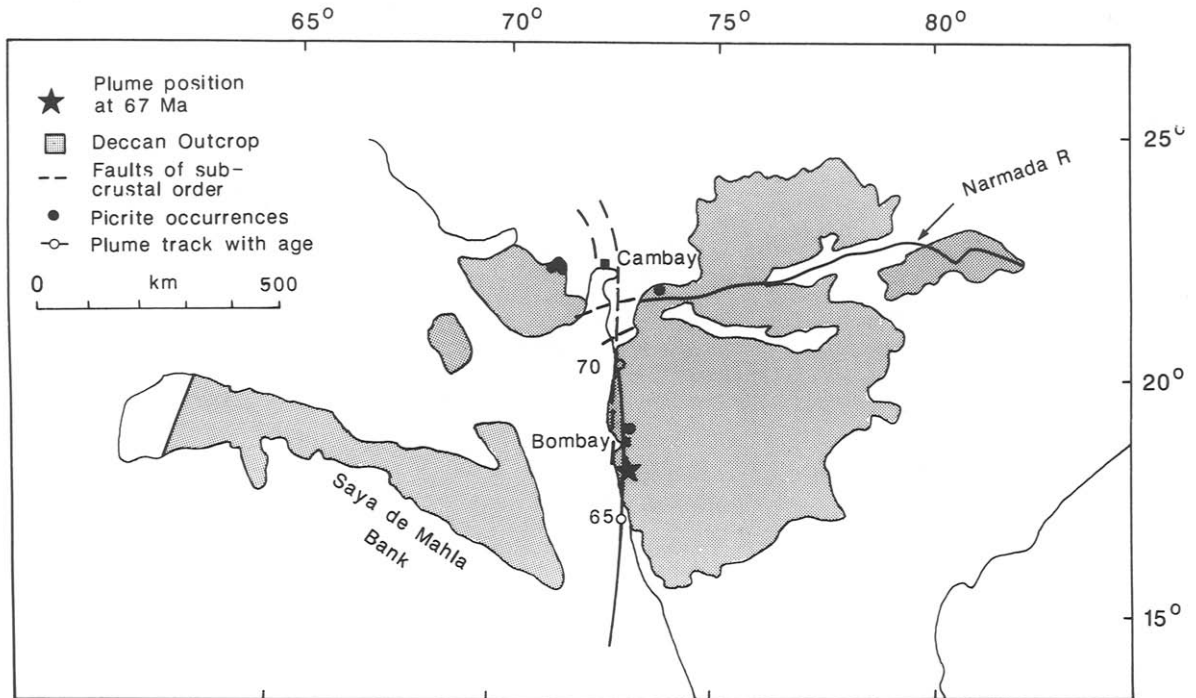 65° 70° 75° 80°
Plume position
at 67 Ma
Deccan Outcrop
Faults of sub-
crustal order
Picrite occurrences
Plume track with age
0 km 500
25°
Narmada R
Cambay
70
20°
Bombay
65
Saya de Mahla
Bank
15°